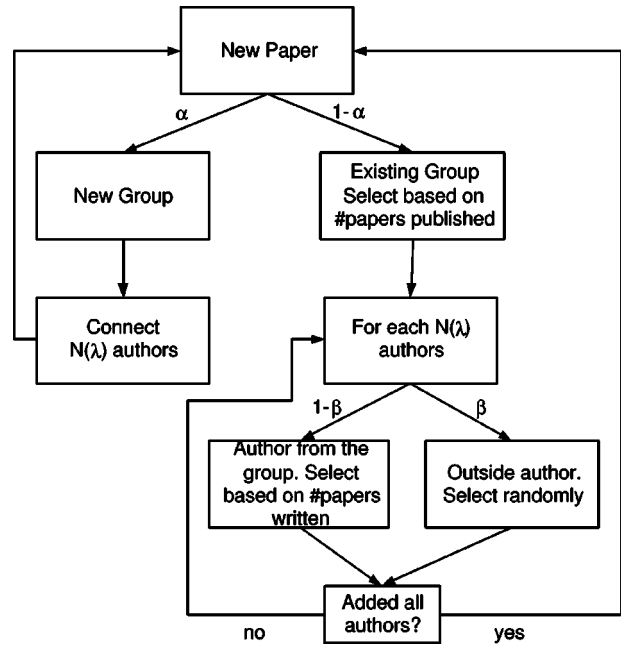 New Paper
α
1-α
New Group
Existing Group
Select based on
#papers published
Connect
N(λ) authors
For each N(λ)
authors
1-β
β
Author from the
group. Select
based on #papers
written
Outside author.
Select randomly
Added all
authors?
no
yes